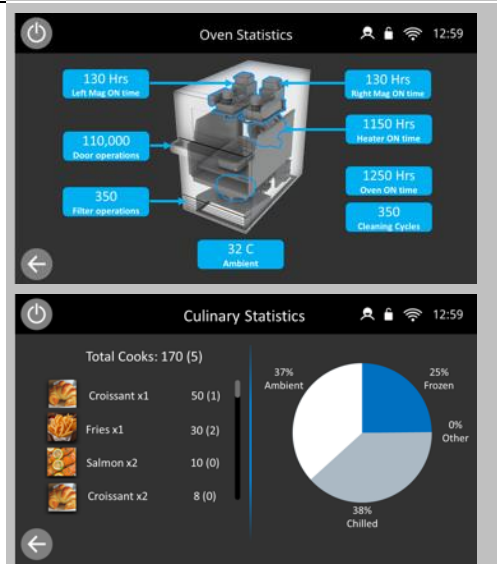 Oven Statistics
12:59
130 Hrs
Left Mag ON time
130 Hrs
Right Mag ON time
110,000
Door operations
1150 Hrs
Heater ON time
1250 Hrs
Oven ON time
350
Filter operations
350
Cleaning Cycles
32 C
Ambient
Culinary Statistics
12:59
Total Cooks: 170 (5)
Croissant x1 50 (1)
Fries x1 30 (2)
Salmon x2 10 (0)
Croissant x2 8 (0)
37%
Ambient
25%
Frozen
0%
Other
38%
Chilled